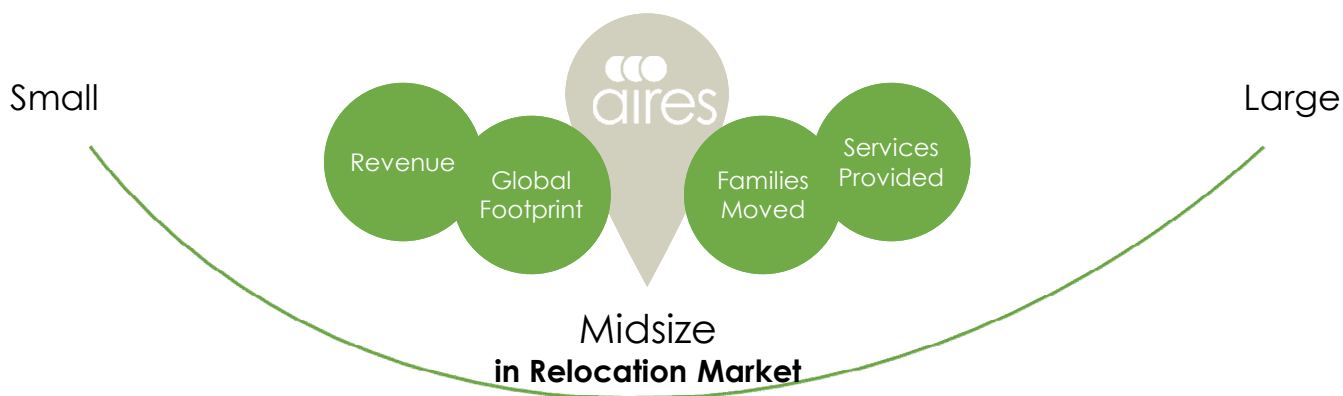 Small
Revenue
Global
Footprint
aires
Families
Moved
Services
Provided
Large
Midsize
in Relocation Market